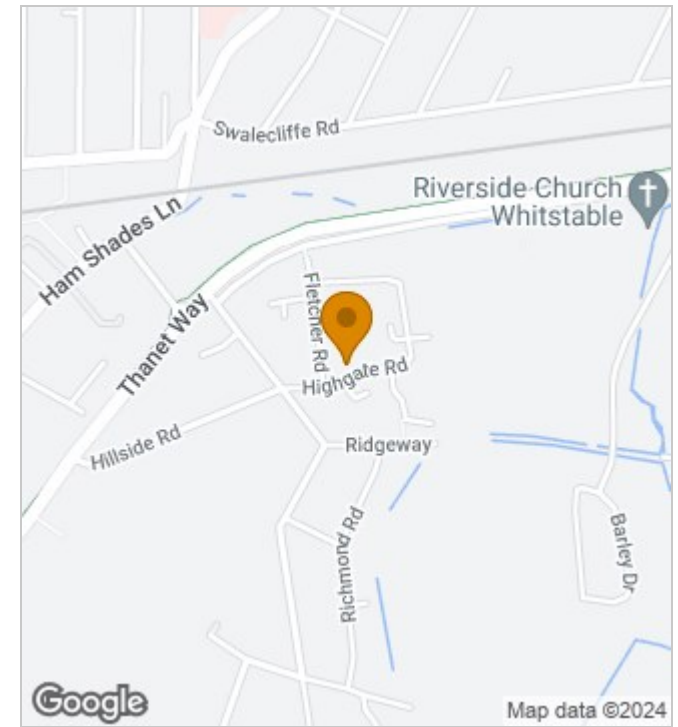 Swalecliffe Rd
Riverside Church
Whitstable
Ham Shades Ln
Thanet Way
Fletcher Rd
Highgate Rd
Hillside Rd
Ridgeway
Richmond Rd
Barley Dr
Google
Map data ©2024